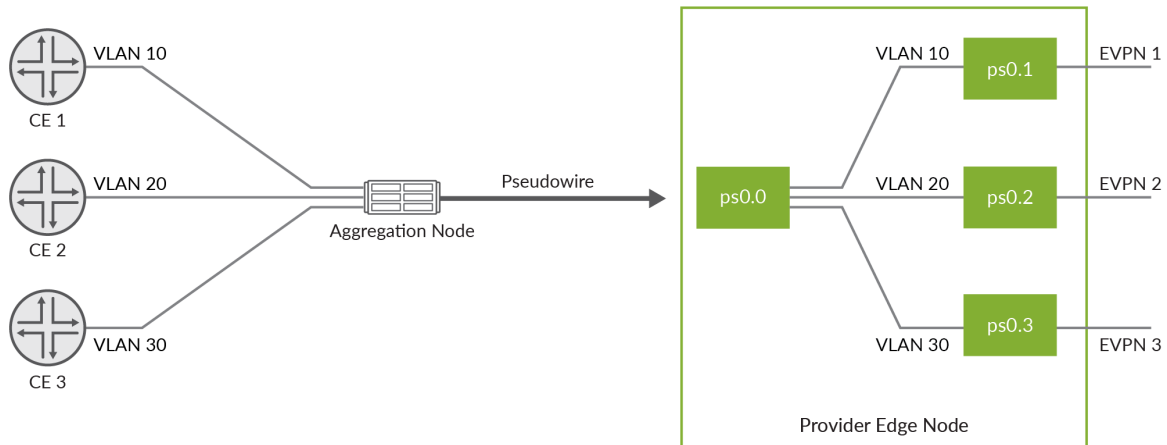 VLAN 10
CE 1
VLAN 20
CE 2
VLAN 30
CE 3
Aggregation Node
Pseudowire
ps0.0
VLAN 10
ps0.1
EVPN 1
VLAN 20
ps0.2
EVPN 2
VLAN 30
ps0.3
EVPN 3
Provider Edge Node